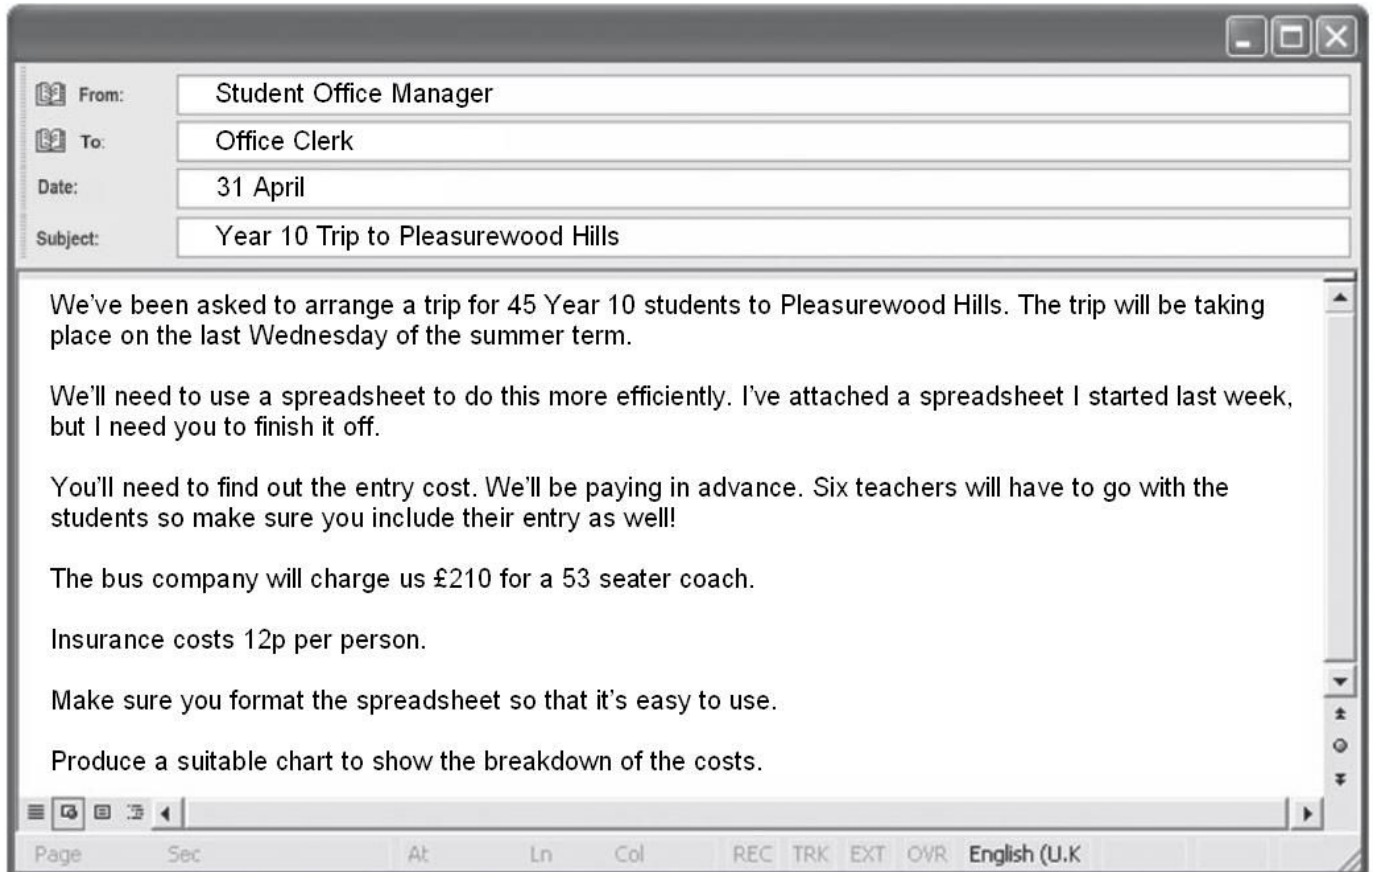 From: Student Office Manager
To: Office Clerk
Date: 31 April
Subject: Year 10 Trip to Pleasurewood Hills
We've been asked to arrange a trip for 45 Year 10 students to Pleasurewood Hills. The trip will be taking
place on the last Wednesday of the summer term.
We'll need to use a spreadsheet to do this more efficiently. I've attached a spreadsheet I started last week,
but I need you to finish it off.
You'll need to find out the entry cost. We'll be paying in advance. Six teachers will have to go with the
students so make sure you include their entry as well!
The bus company will charge us £210 for a 53 seater coach.
Insurance costs 12p per person.
Make sure you format the spreadsheet so that it's easy to use.
Produce a suitable chart to show the breakdown of the costs.
Page Sec At Ln Col REC TRK EXT OVR English (U.K